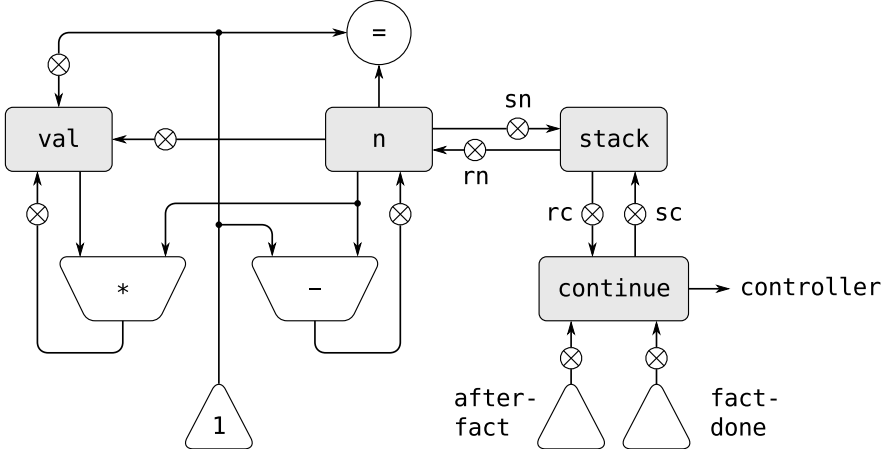 =
sn
val
n
stack
rn
rc
sc
*
−
continue
controller
after-
fact
fact-
done
1